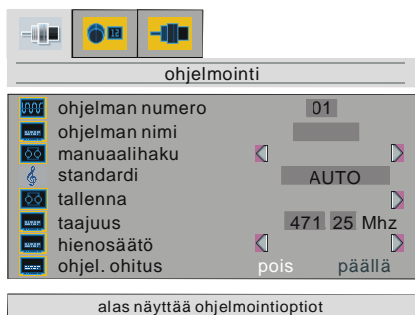 ohjelmointi
ohjelman numero 01
ohjelman nimi
manuaalihaku
standardi AUTO
tallenna
taajuus 471 25 Mhz
hienosäätö
ohjel. ohitus pois päällä
alas näyttää ohjelmointioptiot